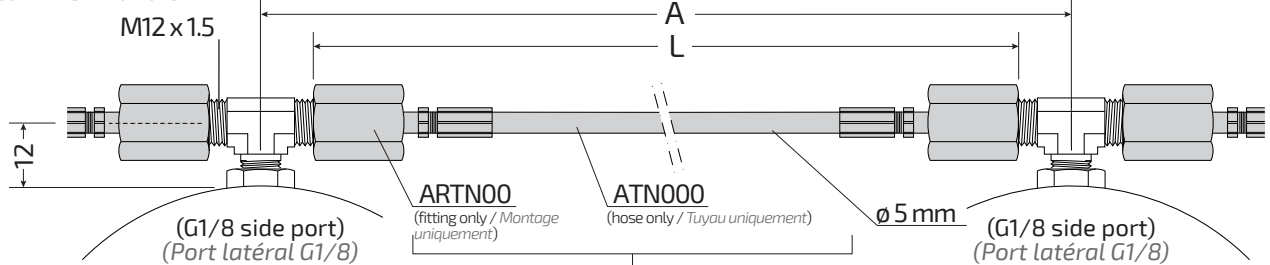 A
M12 x 1.5
L
12
ARTN00
(fitting only / Montage
uniquement)
ATN000
(hose only / Tuyau uniquement)
ø 5 mm
(G1/8 side port)
(Port latéral G1/8)
(G1/8 side port)
(Port latéral G1/8)